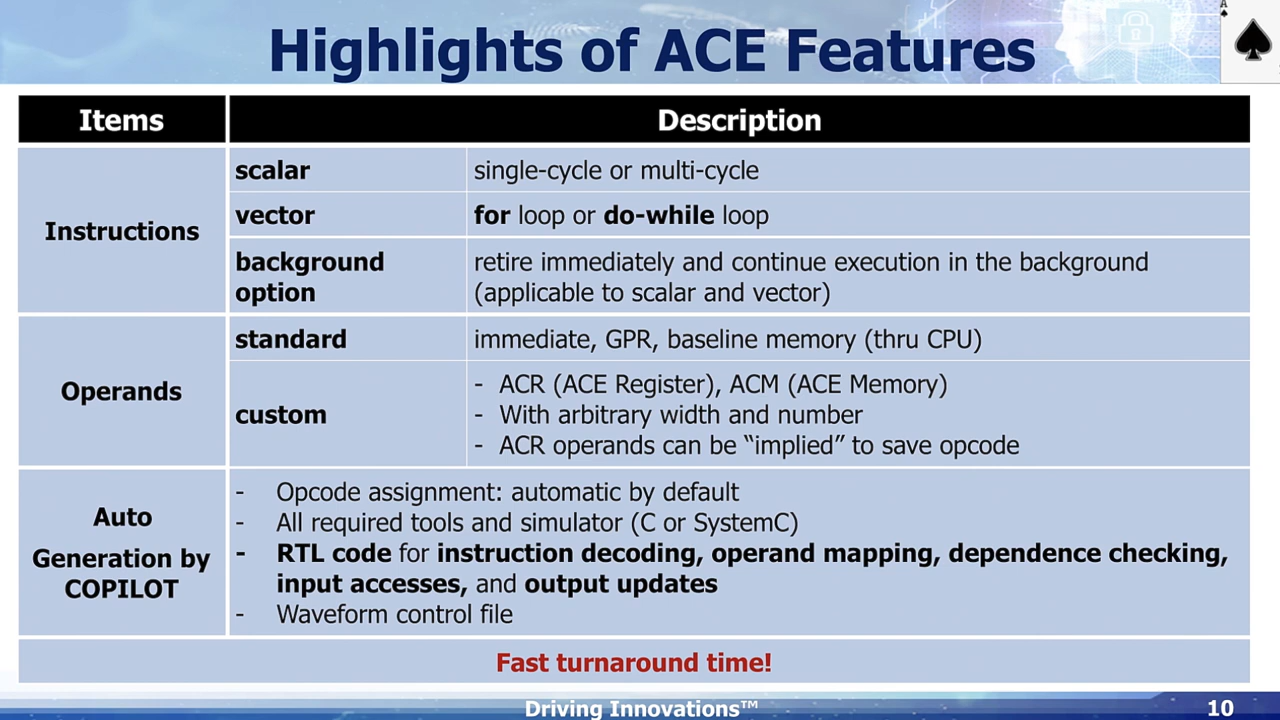 Highlights of ACE Features
A
Items
Description
Instructions
scalar
single-cycle or multi-cycle
vector
for loop or do-while loop
background
option
retire immediately and continue execution in the background
(applicable to scalar and vector)
Operands
standard
immediate, GPR, baseline memory (thru CPU)
custom
- ACR (ACE Register), ACM (ACE Memory)
- With arbitrary width and number
- ACR operands can be “implied” to save opcode
Auto
Generation by
COPILOT
- Opcode assignment: automatic by default
- All required tools and simulator (C or SystemC)
- RTL code for instruction decoding, operand mapping, dependence checking,
input accesses, and output updates
- Waveform control file
Fast turnaround time!
Driving Innovations™
10